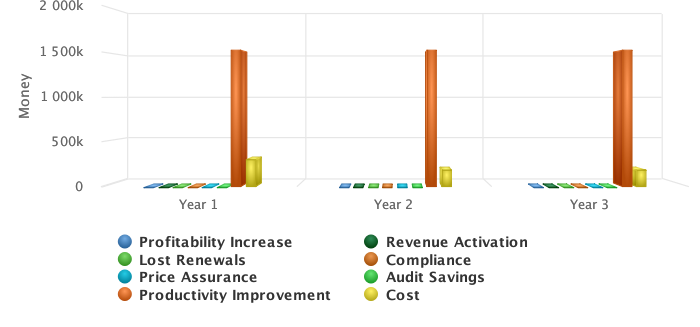 2 000k
1 500k
1 000k
500k
0
Money
Year 1
Year 2
Year 3
Profitability Increase
Revenue Activation
Lost Renewals
Compliance
Price Assurance
Audit Savings
Productivity Improvement
Cost